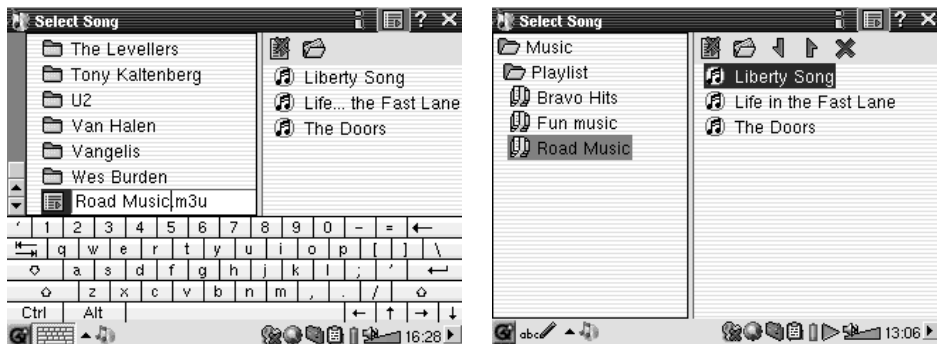 Select Song ? ×
The Levellers
Tony Kaltenberg
U2
Van Halen
Vangelis
Wes Burden
Road Music.m3u
Liberty Song
Life... the Fast Lane
The Doors
' 1 2 3 4 5 6 7 8 9 0 - = ←
q w e r t y u i o p [ ] \
a s d f g h j k l ; '
z x c v b n m , . /
Ctrl Alt ← ↑ → ↓
16:28
Select Song ? ×
Music
Playlist
Bravo Hits
Fun music
Road Music
Liberty Song
Life in the Fast Lane
The Doors
abc 13:06